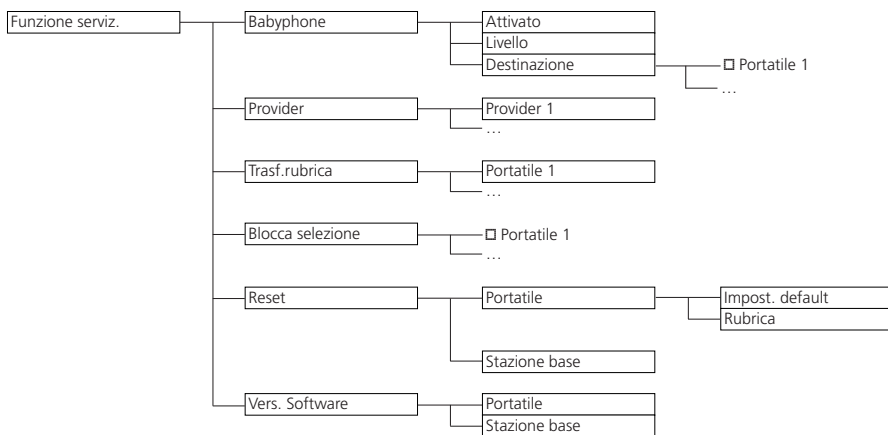 Funzione serviz.
Babyphone
Attivato
Livello
Destinazione
Portatile 1
…
Provider
Provider 1
…
Trasf.rubrica
Portatile 1
…
Blocca selezione
Portatile 1
…
Reset
Portatile
Impost. default
Rubrica
Stazione base
Vers. Software
Portatile
Stazione base